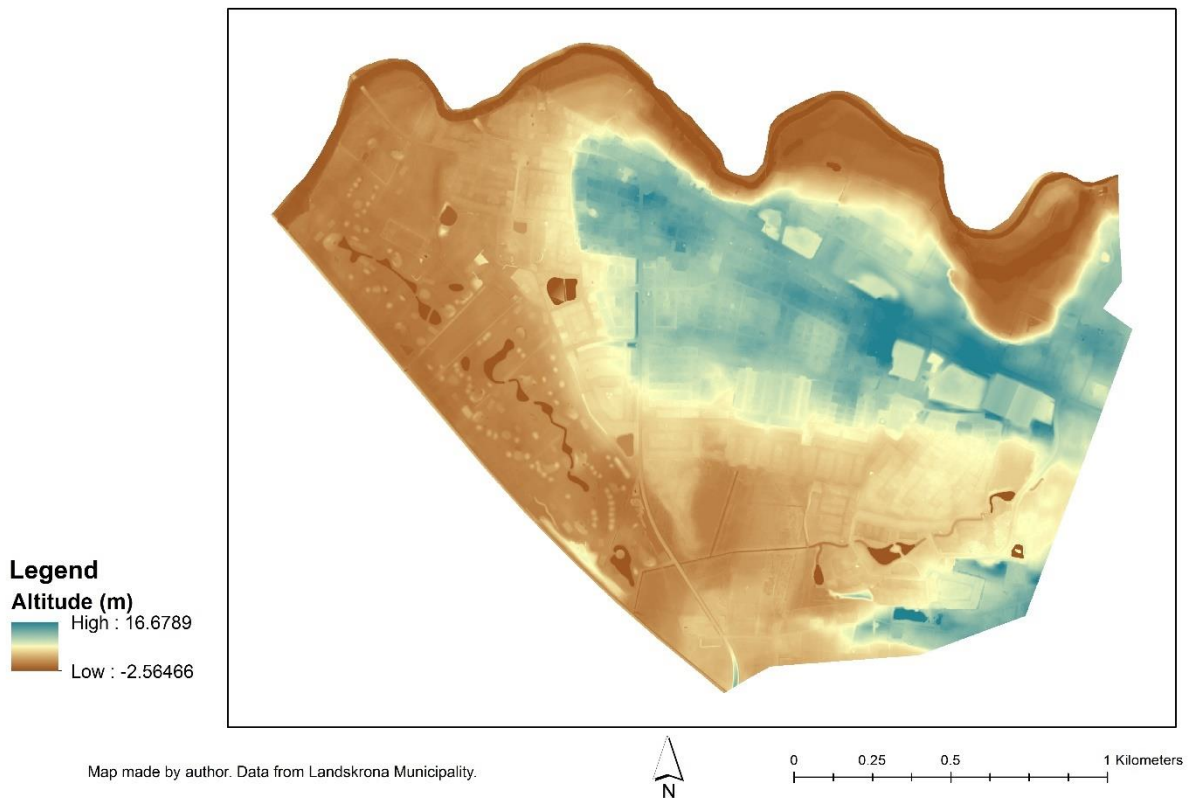 Legend
Altitude (m)
High : 16.6789
Low : -2.56466
Map made by author. Data from Landskrona Municipality.
N
0 0.25 0.5 1 Kilometers